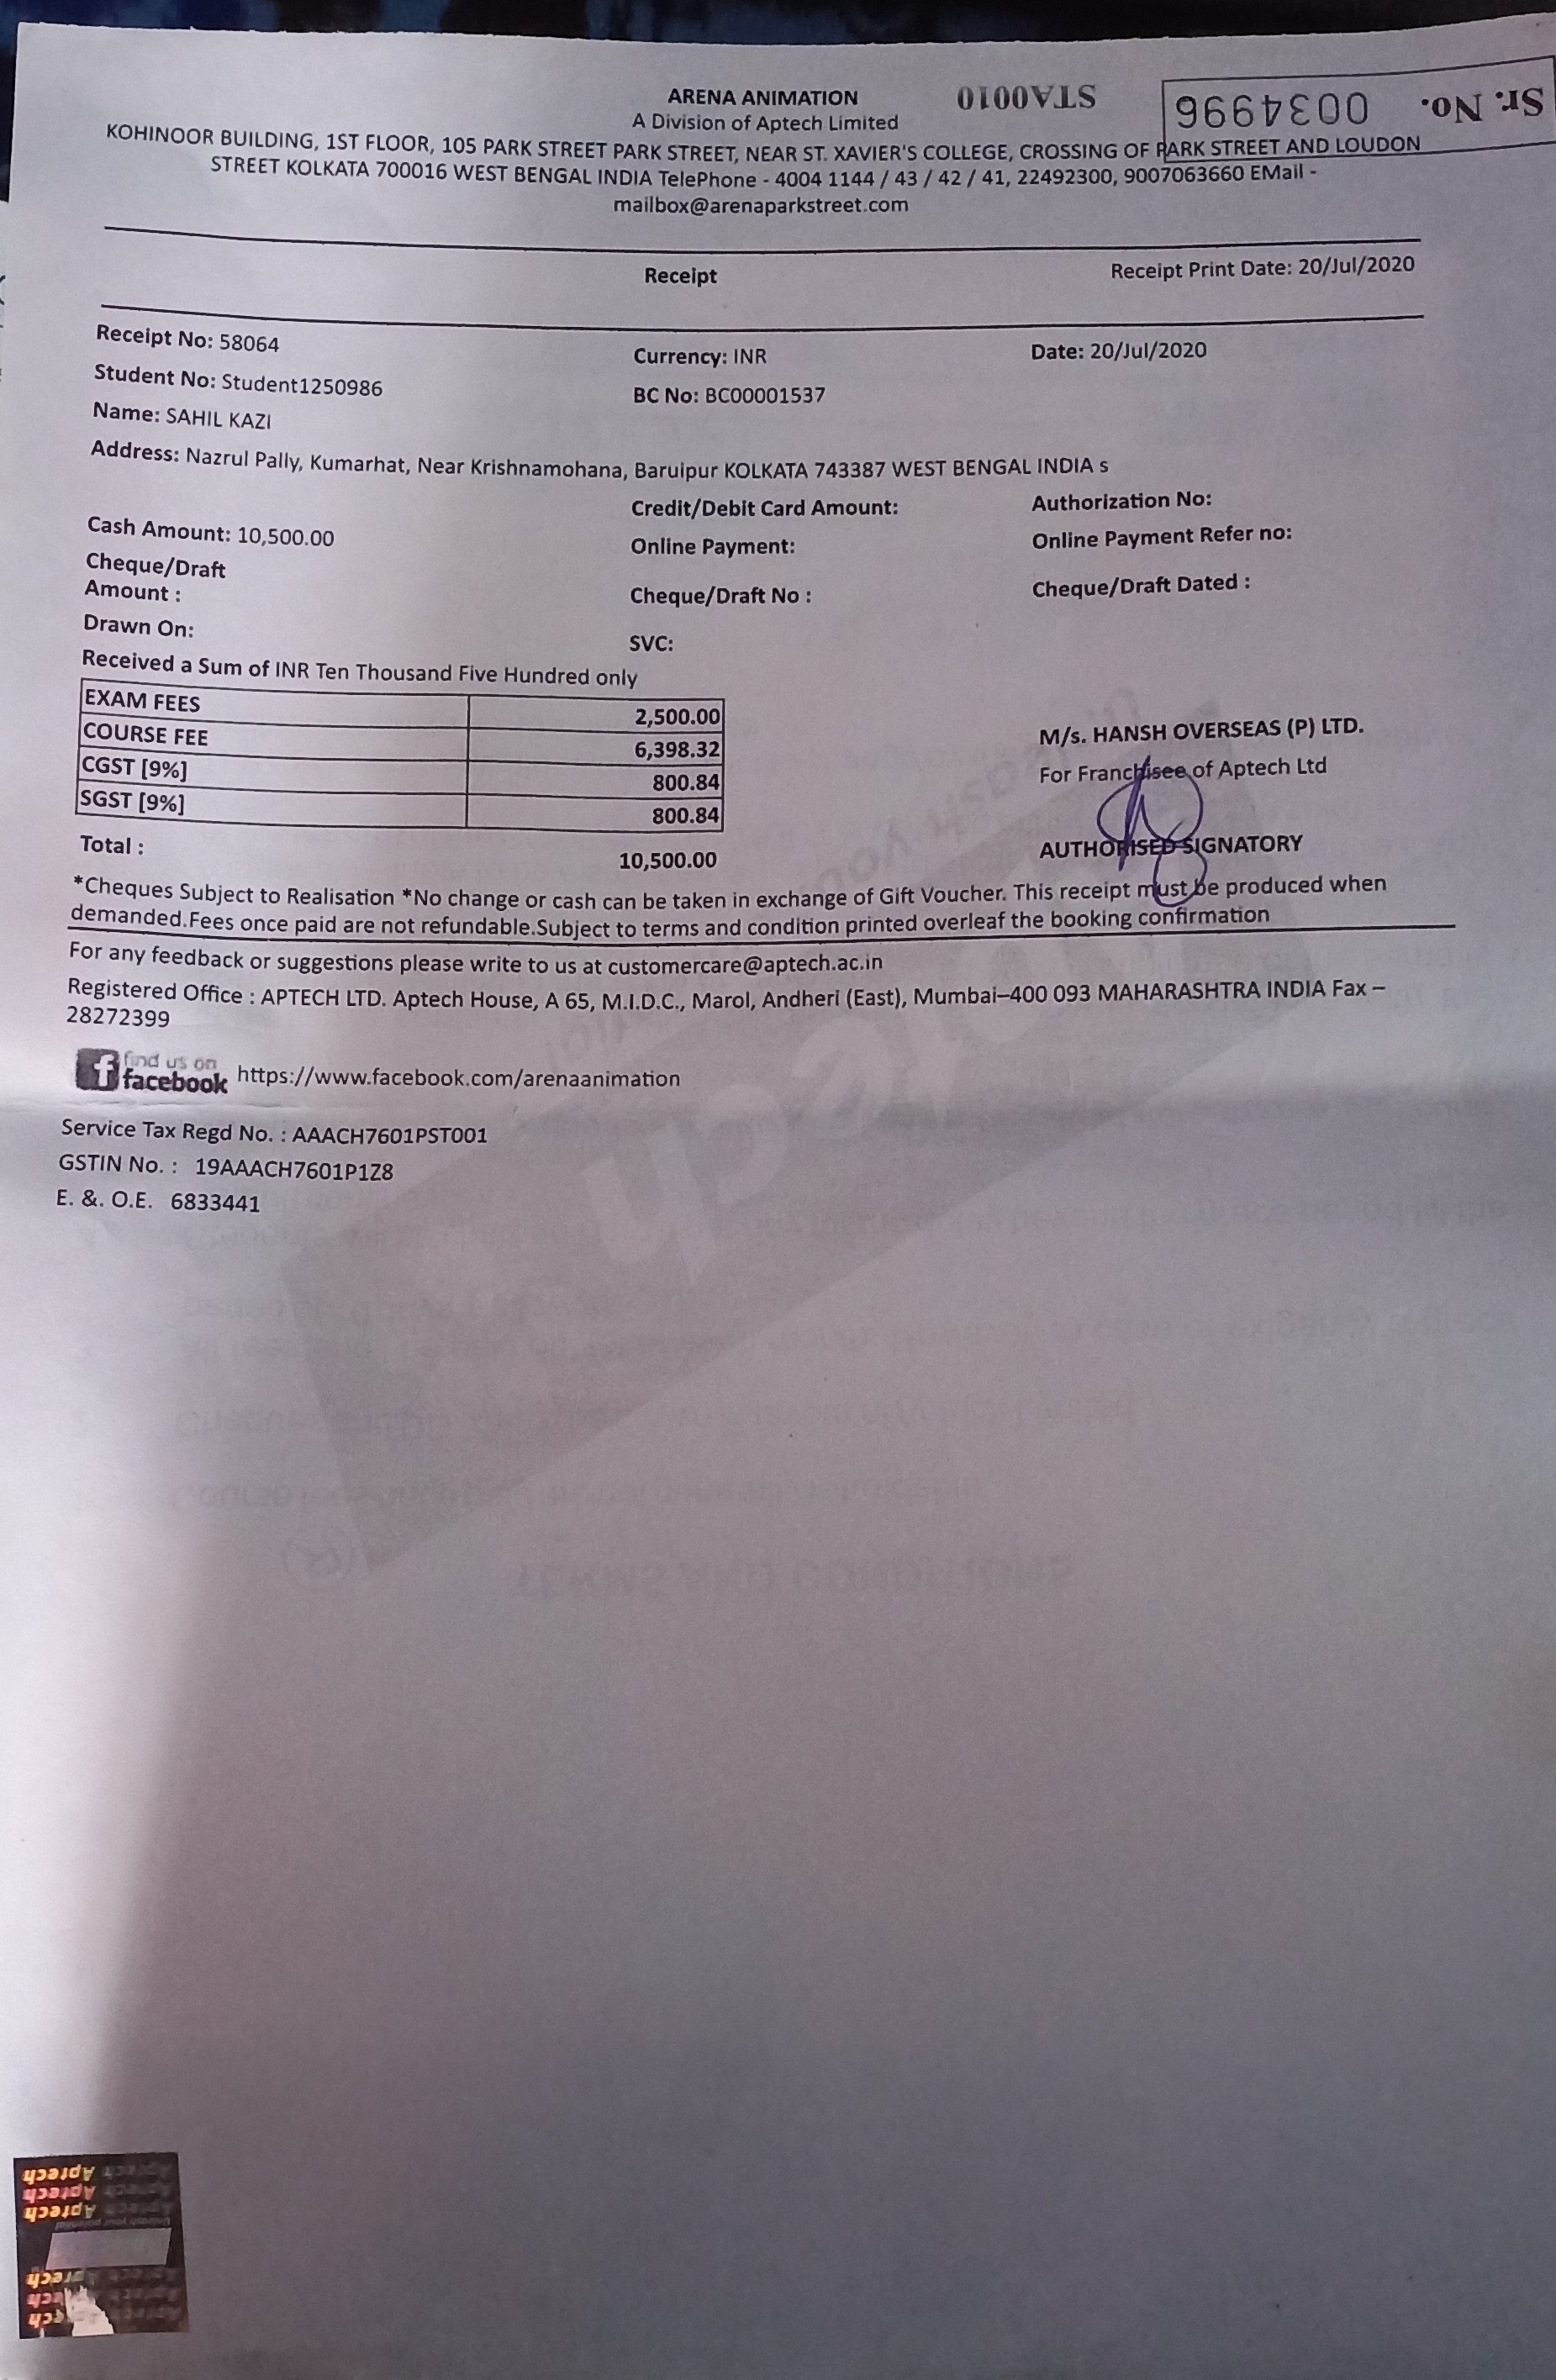 ARENA ANIMATION
A Division of Aptech Limited
STA0010
Sr. No. 0034996
KOHINOOR BUILDING, 1ST FLOOR, 105 PARK STREET PARK STREET, NEAR ST. XAVIER'S COLLEGE, CROSSING OF PARK STREET AND LOUDON
STREET KOLKATA 700016 WEST BENGAL INDIA TelePhone - 4004 1144 / 43 / 42 / 41, 22492300, 9007063660 EMail -
mailbox@arenaparkstreet.com
Receipt
Receipt Print Date: 20/Jul/2020
Receipt No: 58064
Currency: INR
Date: 20/Jul/2020
Student No: Student1250986
BC No: BC00001537
Name: SAHIL KAZI
Address: Nazrul Pally, Kumarhat, Near Krishnamohana, Baruipur KOLKATA 743387 WEST BENGAL INDIA s
Credit/Debit Card Amount:
Authorization No:
Cash Amount: 10,500.00
Online Payment:
Online Payment Refer no:
Cheque/Draft
Amount :
Cheque/Draft No :
Cheque/Draft Dated :
Drawn On:
SVC:
Received a Sum of INR Ten Thousand Five Hundred only
EXAM FEES 2,500.00
COURSE FEE 6,398.32
CGST [9%] 800.84
SGST [9%] 800.84
Total : 10,500.00
M/s. HANSH OVERSEAS (P) LTD.
For Franchisee of Aptech Ltd
AUTHORISED SIGNATORY
*Cheques Subject to Realisation *No change or cash can be taken in exchange of Gift Voucher. This receipt must be produced when
demanded.Fees once paid are not refundable.Subject to terms and condition printed overleaf the booking confirmation
For any feedback or suggestions please write to us at customercare@aptech.ac.in
Registered Office : APTECH LTD. Aptech House, A 65, M.I.D.C., Marol, Andheri (East), Mumbai–400 093 MAHARASHTRA INDIA Fax –
28272399
find us on
facebook https://www.facebook.com/arenaanimation
Service Tax Regd No. : AAACH7601PST001
GSTIN No. : 19AAACH7601P1Z8
E. &. O.E. 6833441
Aptech
Aptech
Aptech
Aptech